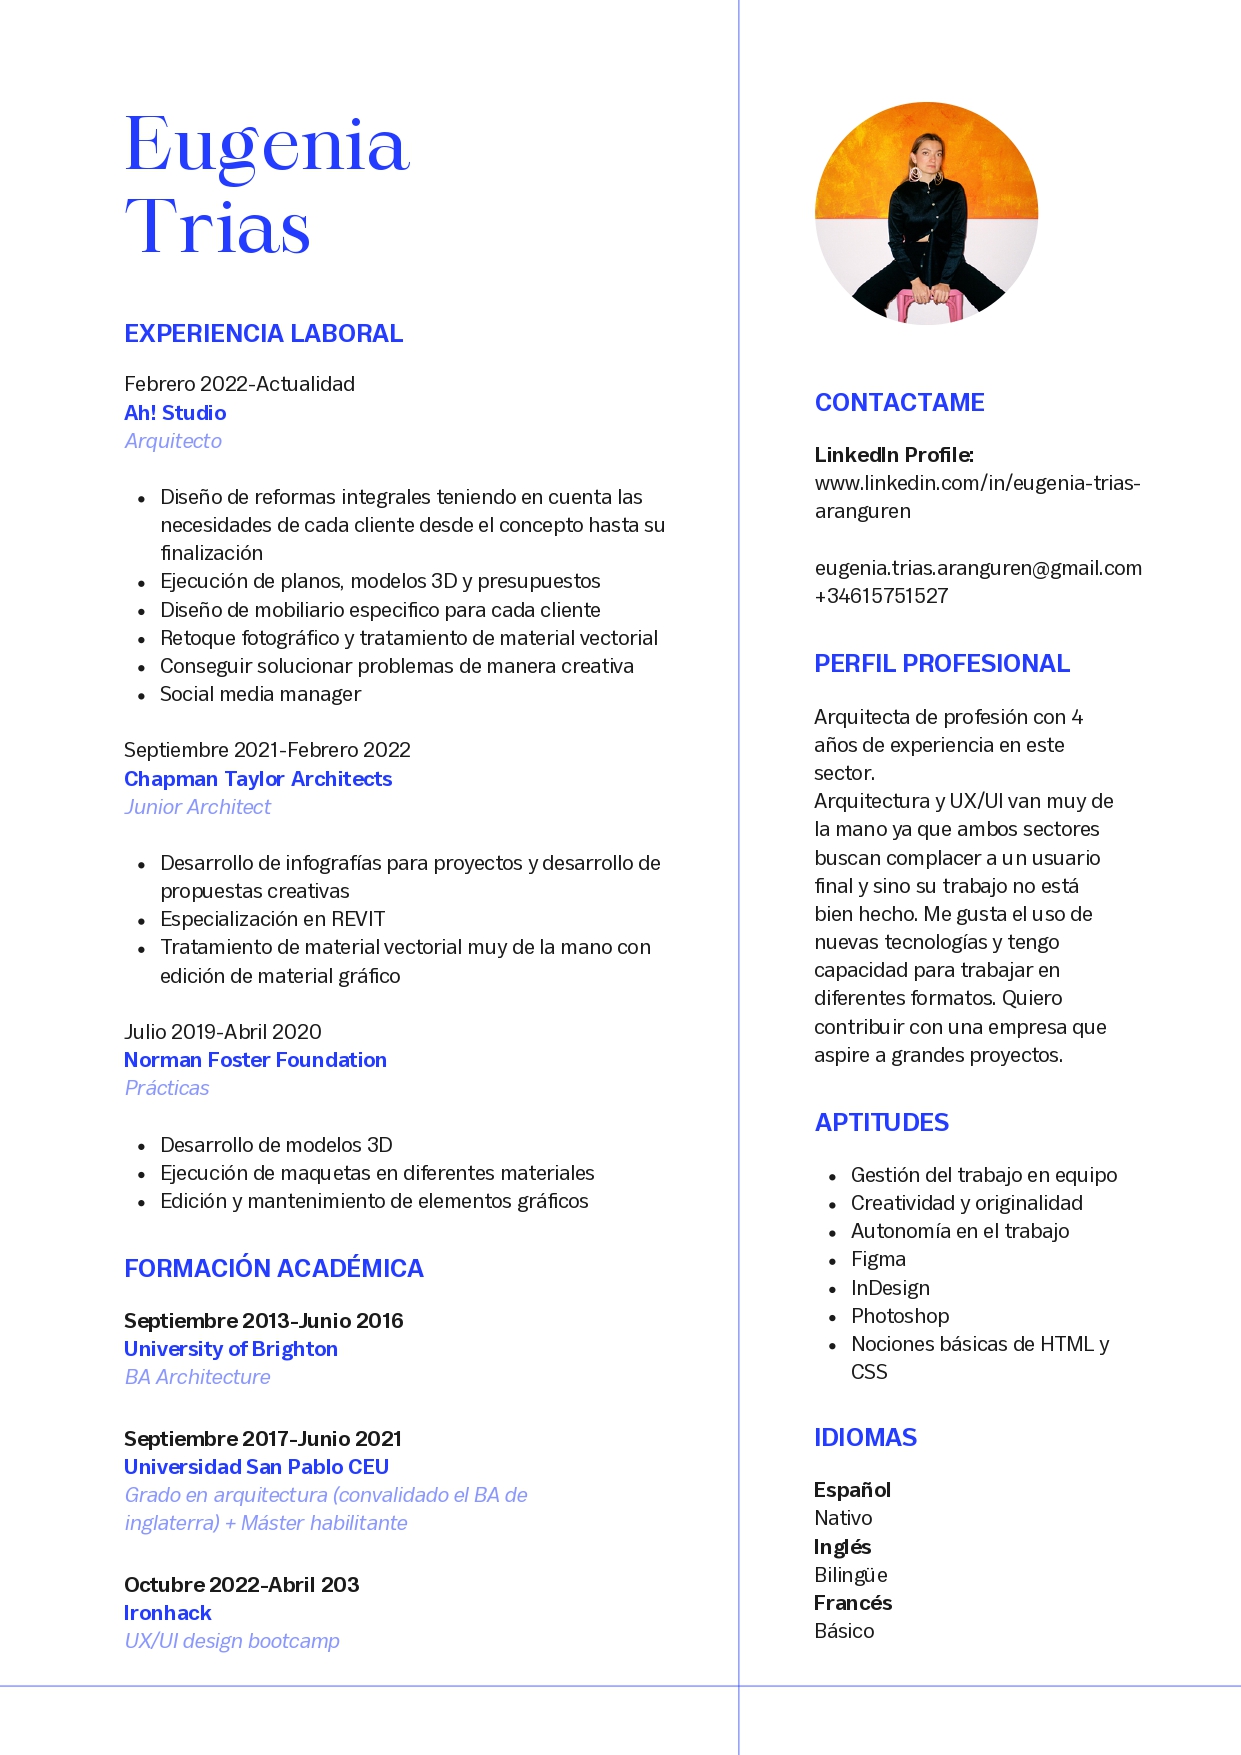 Eugenia
Trias
EXPERIENCIA LABORAL
Febrero 2022-Actualidad
Ah! Studio
Arquitecto
• Diseño de reformas integrales teniendo en cuenta las
necesidades de cada cliente desde el concepto hasta su
finalización
• Ejecución de planos, modelos 3D y presupuestos
• Diseño de mobiliario especifico para cada cliente
• Retoque fotográfico y tratamiento de material vectorial
• Conseguir solucionar problemas de manera creativa
• Social media manager
Septiembre 2021-Febrero 2022
Chapman Taylor Architects
Junior Architect
• Desarrollo de infografías para proyectos y desarrollo de
propuestas creativas
• Especialización en REVIT
• Tratamiento de material vectorial muy de la mano con
edición de material gráfico
Julio 2019-Abril 2020
Norman Foster Foundation
Prácticas
• Desarrollo de modelos 3D
• Ejecución de maquetas en diferentes materiales
• Edición y mantenimiento de elementos gráficos
FORMACIÓN ACADÉMICA
Septiembre 2013-Junio 2016
University of Brighton
BA Architecture
Septiembre 2017-Junio 2021
Universidad San Pablo CEU
Grado en arquitectura (convalidado el BA de
inglaterra) + Máster habilitante
Octubre 2022-Abril 203
Ironhack
UX/UI design bootcamp
CONTACTAME
LinkedIn Profile:
www.linkedin.com/in/eugenia-trias-
aranguren
eugenia.trias.aranguren@gmail.com
+34615751527
PERFIL PROFESIONAL
Arquitecta de profesión con 4
años de experiencia en este
sector.
Arquitectura y UX/UI van muy de
la mano ya que ambos sectores
buscan complacer a un usuario
final y sino su trabajo no está
bien hecho. Me gusta el uso de
nuevas tecnologías y tengo
capacidad para trabajar en
diferentes formatos. Quiero
contribuir con una empresa que
aspire a grandes proyectos.
APTITUDES
• Gestión del trabajo en equipo
• Creatividad y originalidad
• Autonomía en el trabajo
• Figma
• InDesign
• Photoshop
• Nociones básicas de HTML y
CSS
IDIOMAS
Español
Nativo
Inglés
Bilingüe
Francés
Básico